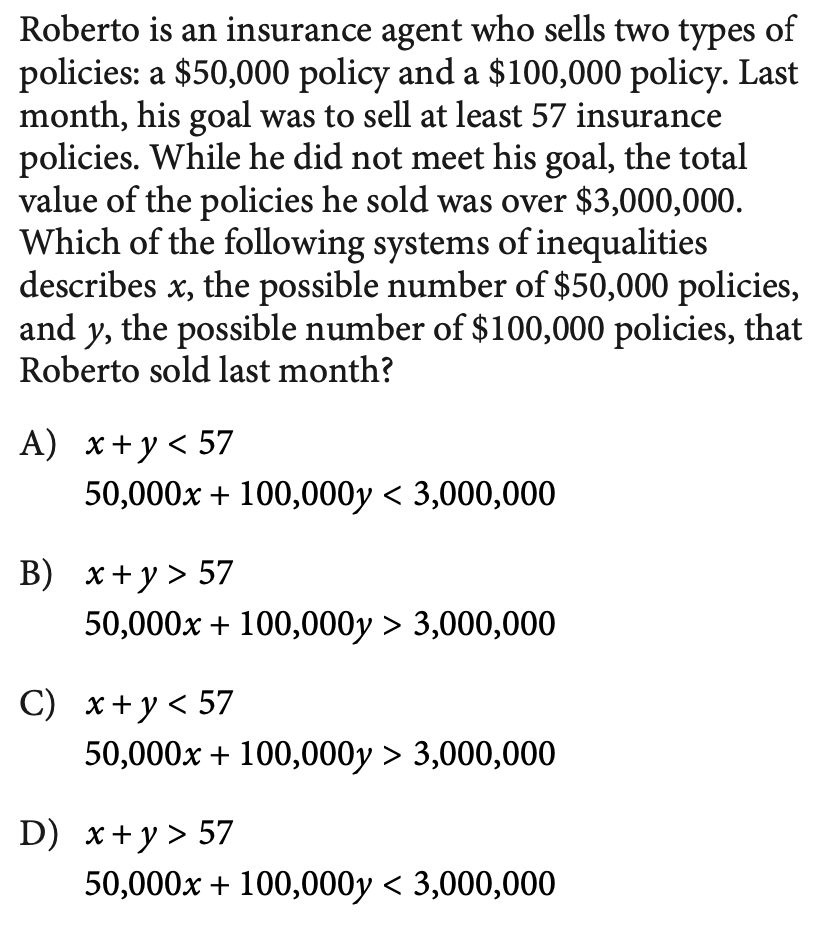 Roberto is an insurance agent who sells two types of
policies: a $50,000 policy and a $100,000 policy. Last
month, his goal was to sell at least 57 insurance
policies. While he did not meet his goal, the total
value of the policies he sold was over $3,000,000.
Which of the following systems of inequalities
describes x, the possible number of $50,000 policies,
and y, the possible number of $100,000 policies, that
Roberto sold last month?
A) x + y < 57
50,000x + 100,000y < 3,000,000
B) x + y > 57
50,000x + 100,000y > 3,000,000
C) x + y < 57
50,000x + 100,000y > 3,000,000
D) x + y > 57
50,000x + 100,000y < 3,000,000